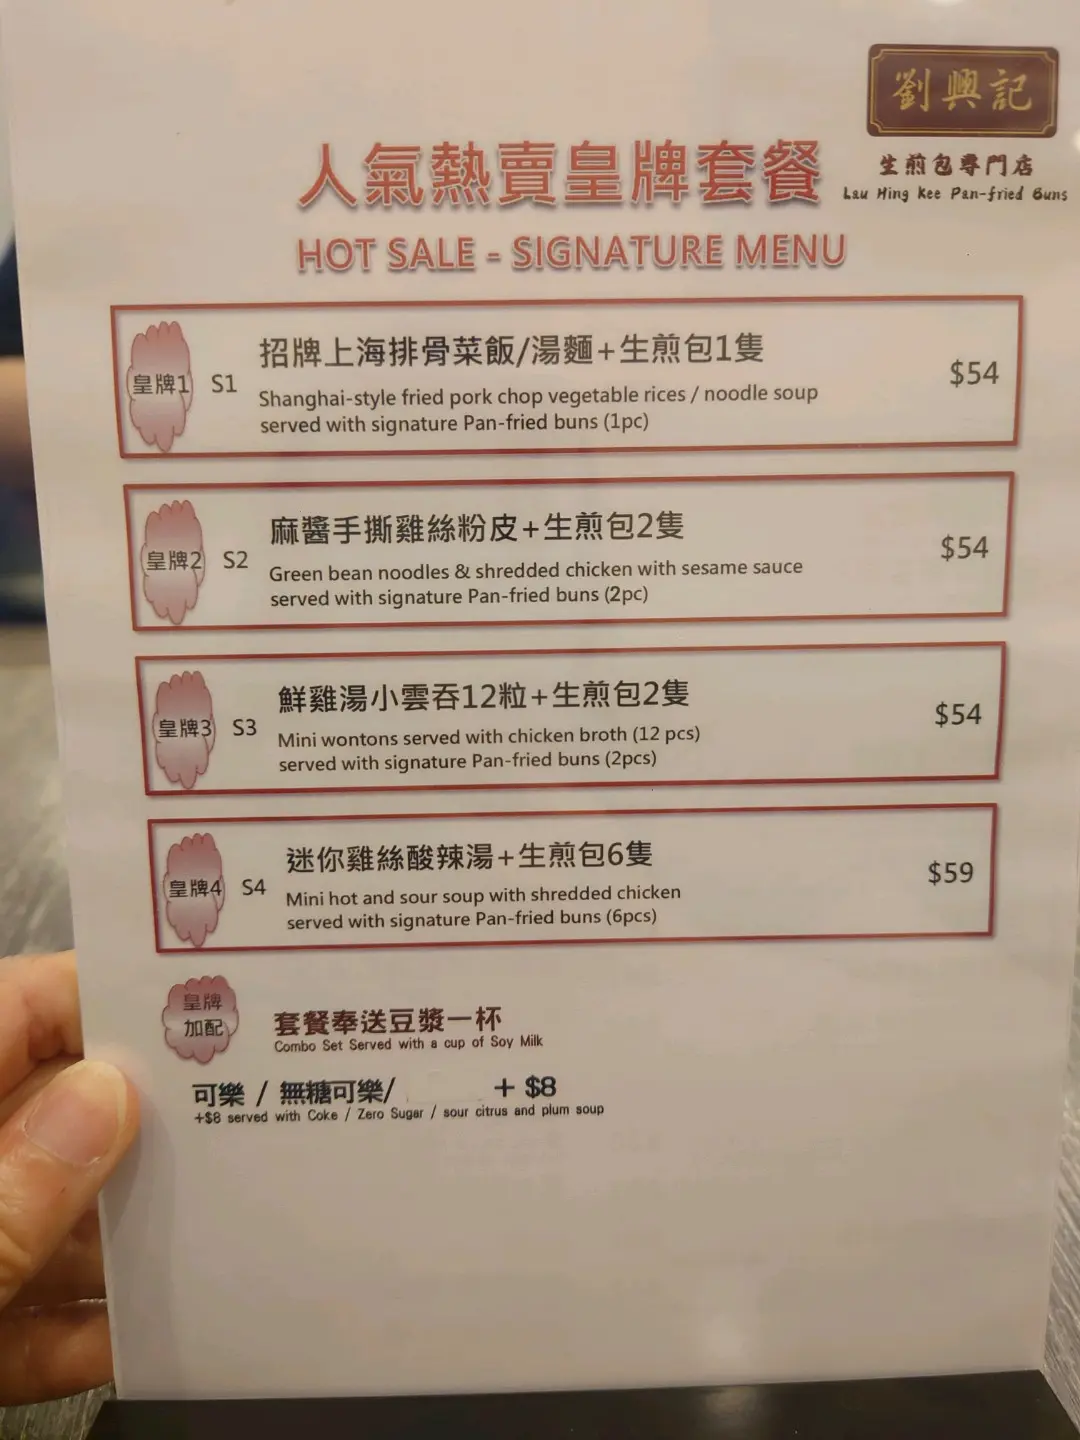 劉興記
生煎包專門店
Lau Hing Kee Pan-fried Buns
人氣熱賣皇牌套餐
HOT SALE - SIGNATURE MENU
皇牌1 S1 招牌上海排骨菜飯/湯麵+生煎包1隻 $54
Shanghai-style fried pork chop vegetable rices / noodle soup
served with signature Pan-fried buns (1pc)
皇牌2 S2 麻醬手撕雞絲粉皮+生煎包2隻 $54
Green bean noodles & shredded chicken with sesame sauce
served with signature Pan-fried buns (2pc)
皇牌3 S3 鮮雞湯小雲吞12粒+生煎包2隻 $54
Mini wontons served with chicken broth (12 pcs)
served with signature Pan-fried buns (2pcs)
皇牌4 S4 迷你雞絲酸辣湯+生煎包6隻 $59
Mini hot and sour soup with shredded chicken
served with signature Pan-fried buns (6pcs)
皇牌
加配
套餐奉送豆漿一杯
Combo Set Served with a cup of Soy Milk
可樂 / 無糖可樂/ + $8
+$8 served with Coke / Zero Sugar / sour citrus and plum soup